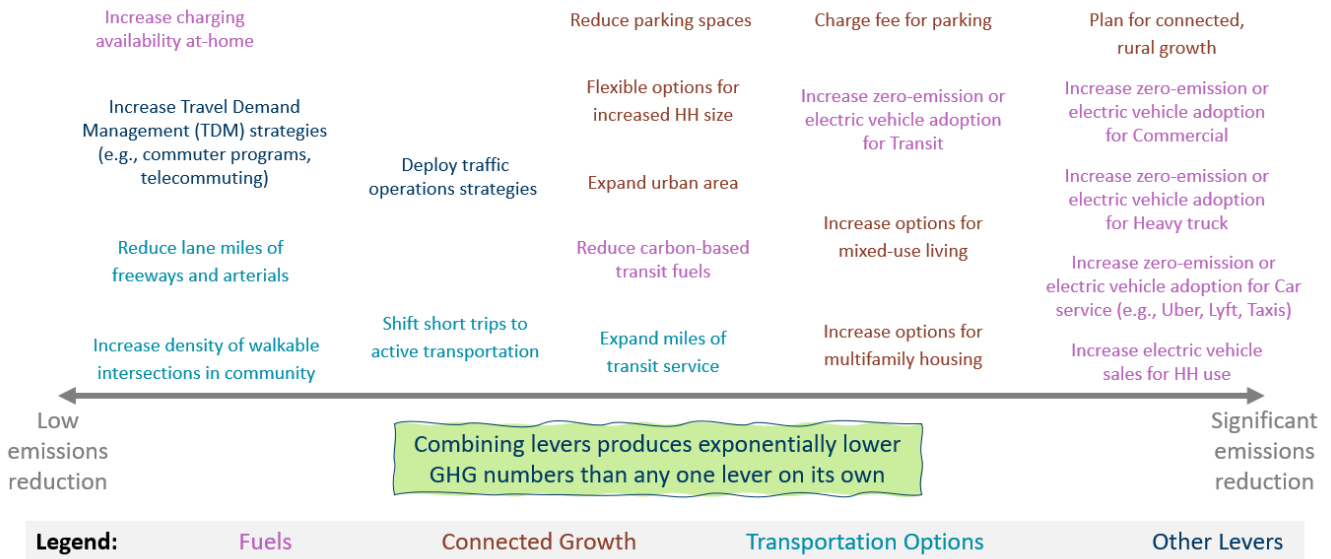 Increase charging
availability at-home
Increase Travel Demand
Management (TDM) strategies
(e.g., commuter programs,
telecommuting)
Reduce lane miles of
freeways and arterials
Increase density of walkable
intersections in community
Deploy traffic
operations strategies
Shift short trips to
active transportation
Reduce parking spaces
Flexible options for
increased HH size
Expand urban area
Reduce carbon-based
transit fuels
Expand miles of
transit service
Charge fee for parking
Increase zero-emission or
electric vehicle adoption
for Transit
Increase options for
mixed-use living
Increase options for
multifamily housing
Plan for connected,
rural growth
Increase zero-emission or
electric vehicle adoption
for Commercial
Increase zero-emission or
electric vehicle adoption
for Heavy truck
Increase zero-emission or
electric vehicle adoption for Car
service (e.g., Uber, Lyft, Taxis)
Increase electric vehicle
sales for HH use
Low
emissions
reduction
Combining levers produces exponentially lower
GHG numbers than any one lever on its own
Significant
emissions
reduction
Legend: Fuels Connected Growth Transportation Options Other Levers